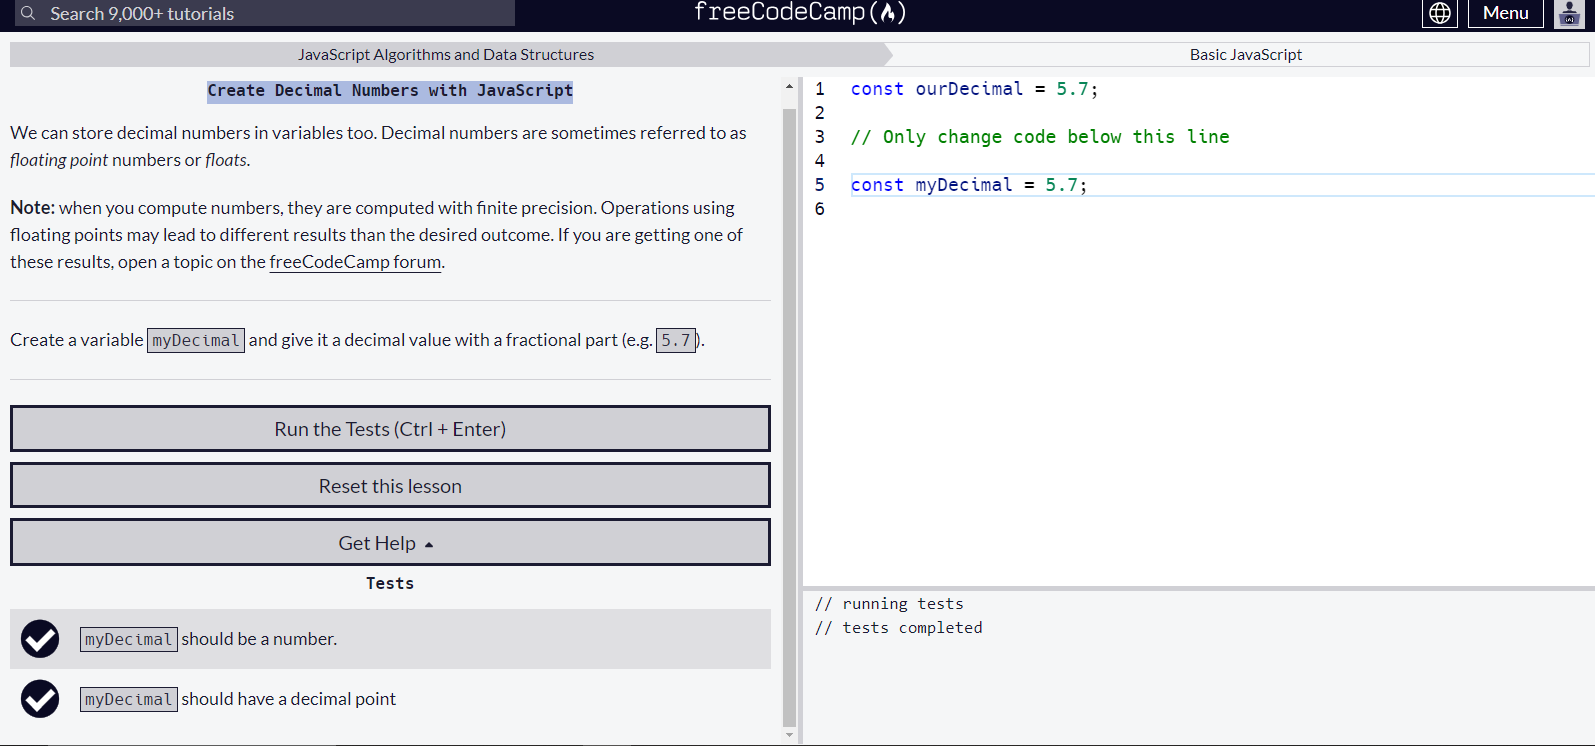 Search 9,000+ tutorials
freeCodeCamp(🔥)
Menu
JavaScript Algorithms and Data Structures
Basic JavaScript
Create Decimal Numbers with JavaScript
We can store decimal numbers in variables too. Decimal numbers are sometimes referred to as
floating point numbers or floats.
Note: when you compute numbers, they are computed with finite precision. Operations using
floating points may lead to different results than the desired outcome. If you are getting one of
these results, open a topic on the freeCodeCamp forum.
Create a variable myDecimal and give it a decimal value with a fractional part (e.g. 5.7).
Run the Tests (Ctrl + Enter)
Reset this lesson
Get Help
Tests
myDecimal should be a number.
myDecimal should have a decimal point
1 const ourDecimal = 5.7;
2
3 // Only change code below this line
4
5 const myDecimal = 5.7;
6
// running tests
// tests completed